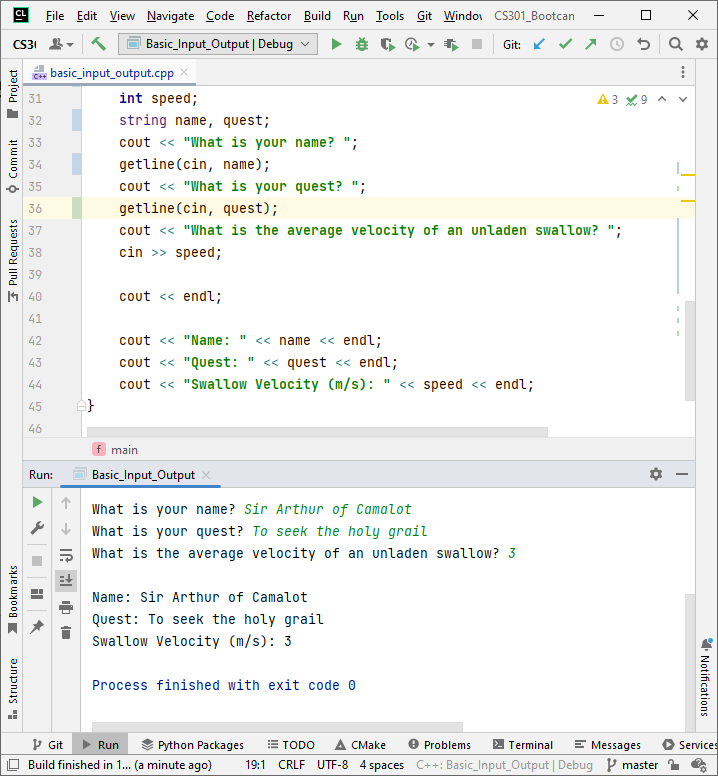 CL File Edit View Navigate Code Refactor Build Run Tools Git Window CS301_Bootcan
CS3 Basic_Input_Output | Debug Git:
basic_input_output.cpp
Project
Commit
Pull Requests
Bookmarks
Structure
3 9
31 int speed;
32 string name, quest;
33 cout << "What is your name? ";
34 getline(cin, name);
35 cout << "What is your quest? ";
36 getline(cin, quest);
37 cout << "What is the average velocity of an unladen swallow? ";
38 cin >> speed;
39
40 cout << endl;
41
42 cout << "Name: " << name << endl;
43 cout << "Quest: " << quest << endl;
44 cout << "Swallow Velocity (m/s): " << speed << endl;
45 }
46
f main
Run: Basic_Input_Output
What is your name? Sir Arthur of Camalot
What is your quest? To seek the holy grail
What is the average velocity of an unladen swallow? 3
Name: Sir Arthur of Camalot
Quest: To seek the holy grail
Swallow Velocity (m/s): 3
Process finished with exit code 0
Notifications
Git Run Python Packages TODO CMake Problems Terminal Messages Services
Build finished in 1... (a minute ago) 19:1 CRLF UTF-8 4 spaces C++: Basic_Input_Output | Debug master